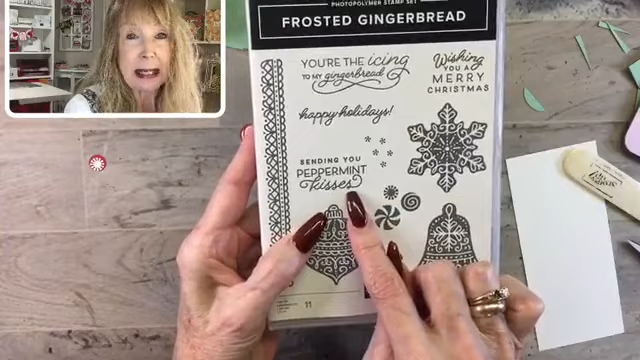 PHOTOPOLYMER STAMP SET
FROSTED GINGERBREAD
YOU'RE THE icing
TO MY gingerbread
Wishing
YOU A
MERRY
CHRISTMAS
happy holidays!
SENDING YOU
PEPPERMINT
kisses
11